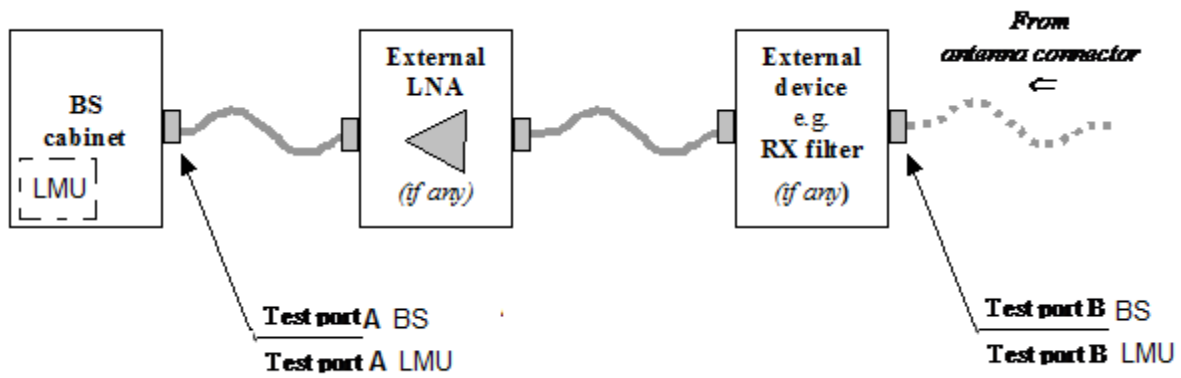 BS
cabinet
LMU
External
LNA
(if any)
External
device
e.g.
RX filter
(if any)
From
antenna connector
⇐
Test port A BS
Test port A LMU
Test port B BS
Test port B LMU